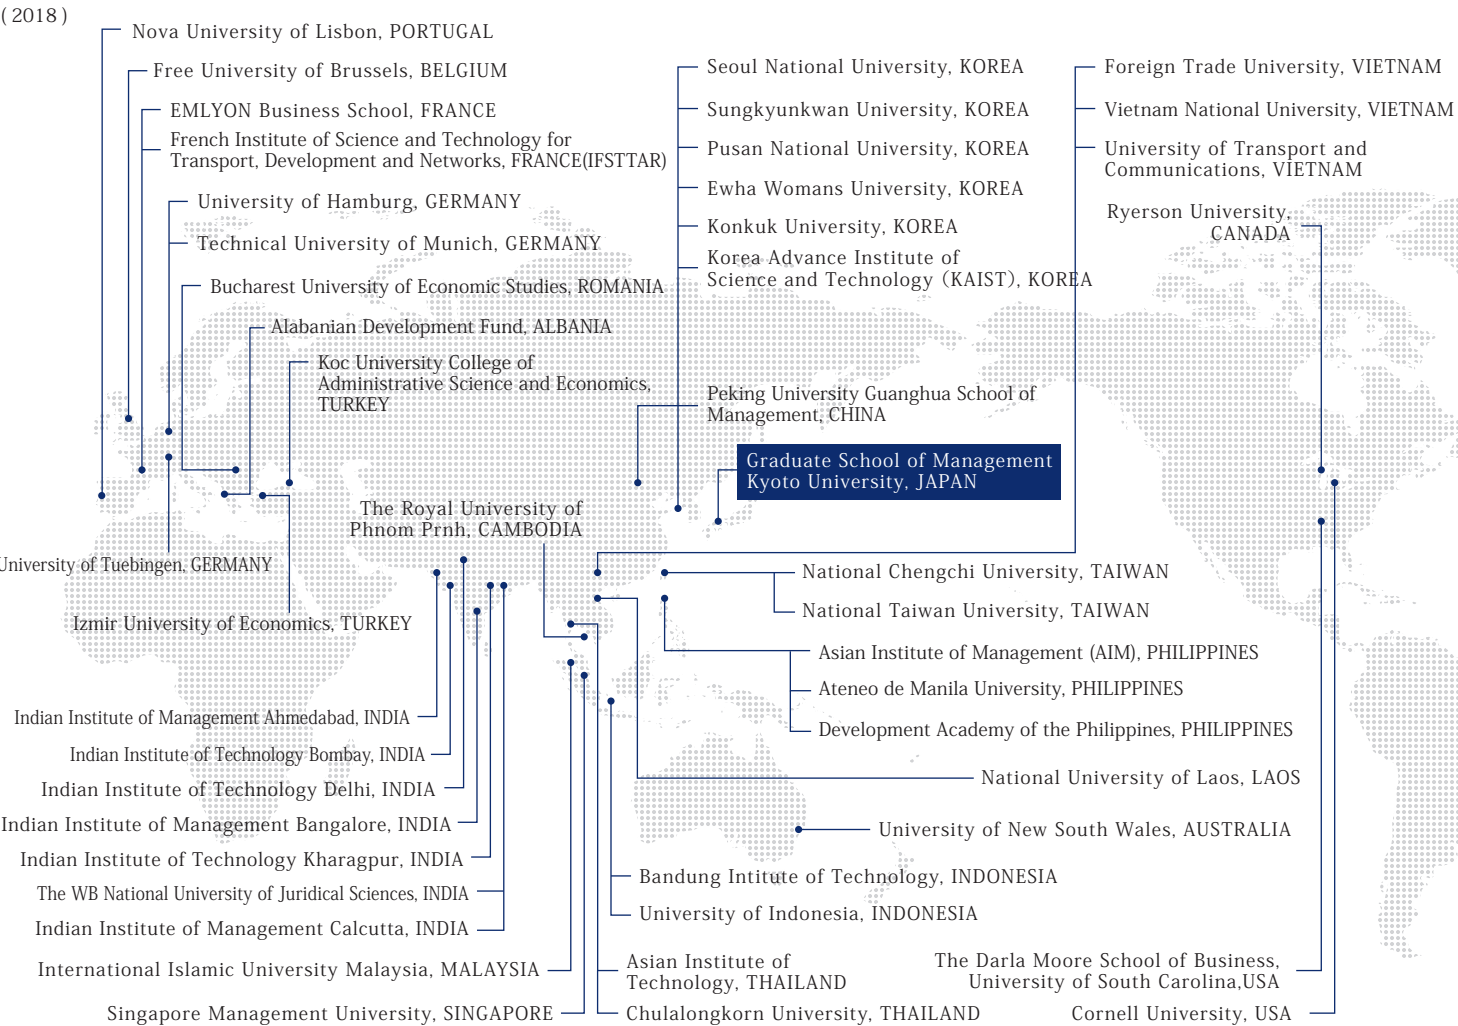 ( 2018 )
Nova University of Lisbon, PORTUGAL
Free University of Brussels, BELGIUM
EMLYON Business School, FRANCE
French Institute of Science and Technology for
Transport, Development and Networks, FRANCE(IFSTTAR)
University of Hamburg, GERMANY
Technical University of Munich, GERMANY
Bucharest University of Economic Studies, ROMANIA
Alabanian Development Fund, ALBANIA
Koc University College of
Administrative Science and Economics,
TURKEY
Seoul National University, KOREA
Sungkyunkwan University, KOREA
Pusan National University, KOREA
Ewha Womans University, KOREA
Konkuk University, KOREA
Korea Advance Institute of
Science and Technology (KAIST), KOREA
Peking University Guanghua School of
Management, CHINA
Graduate School of Management
Kyoto University, JAPAN
Foreign Trade University, VIETNAM
Vietnam National University, VIETNAM
University of Transport and
Communications, VIETNAM
Ryerson University,
CANADA
The Royal University of
Phnom Prnh, CAMBODIA
University of Tuebingen, GERMANY
Izmir University of Economics, TURKEY
National Chengchi University, TAIWAN
National Taiwan University, TAIWAN
Asian Institute of Management (AIM), PHILIPPINES
Ateneo de Manila University, PHILIPPINES
Development Academy of the Philippines, PHILIPPINES
National University of Laos, LAOS
University of New South Wales, AUSTRALIA
Indian Institute of Management Ahmedabad, INDIA
Indian Institute of Technology Bombay, INDIA
Indian Institute of Technology Delhi, INDIA
Indian Institute of Management Bangalore, INDIA
Indian Institute of Technology Kharagpur, INDIA
The WB National University of Juridical Sciences, INDIA
Indian Institute of Management Calcutta, INDIA
International Islamic University Malaysia, MALAYSIA
Singapore Management University, SINGAPORE
Bandung Intitute of Technology, INDONESIA
University of Indonesia, INDONESIA
Asian Institute of
Technology, THAILAND
Chulalongkorn University, THAILAND
The Darla Moore School of Business,
University of South Carolina,USA
Cornell University, USA